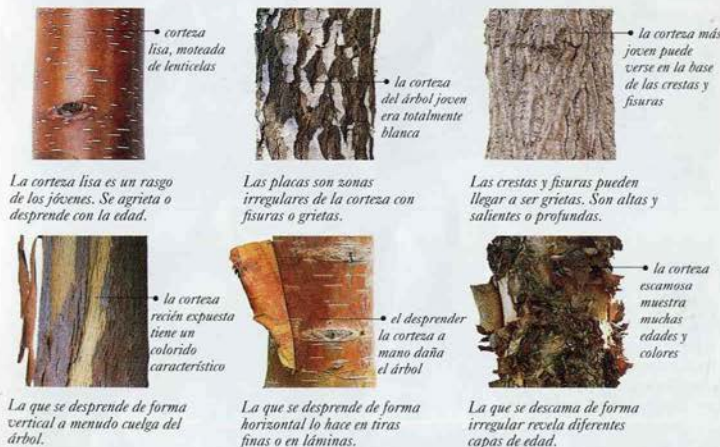 corteza
lisa, moteada
de lenticelas
la corteza
del árbol joven
era totalmente
blanca
la corteza más
joven puede
verse en la base
de las crestas y
fisuras
La corteza lisa es un rasgo
de los jóvenes. Se agrieta o
desprende con la edad.
Las placas son zonas
irregulares de la corteza con
fisuras o grietas.
Las crestas y fisuras pueden
llegar a ser grietas. Son altas y
salientes o profundas.
la corteza
recién expuesta
tiene un
colorido
característico
el desprender
la corteza a
mano daña
el árbol
la corteza
escamosa
muestra
muchas
edades y
colores
La que se desprende de forma
vertical a menudo cuelga del
árbol.
La que se desprende de forma
horizontal lo hace en tiras
finas o en láminas.
La que se descama de forma
irregular revela diferentes
capas de edad.